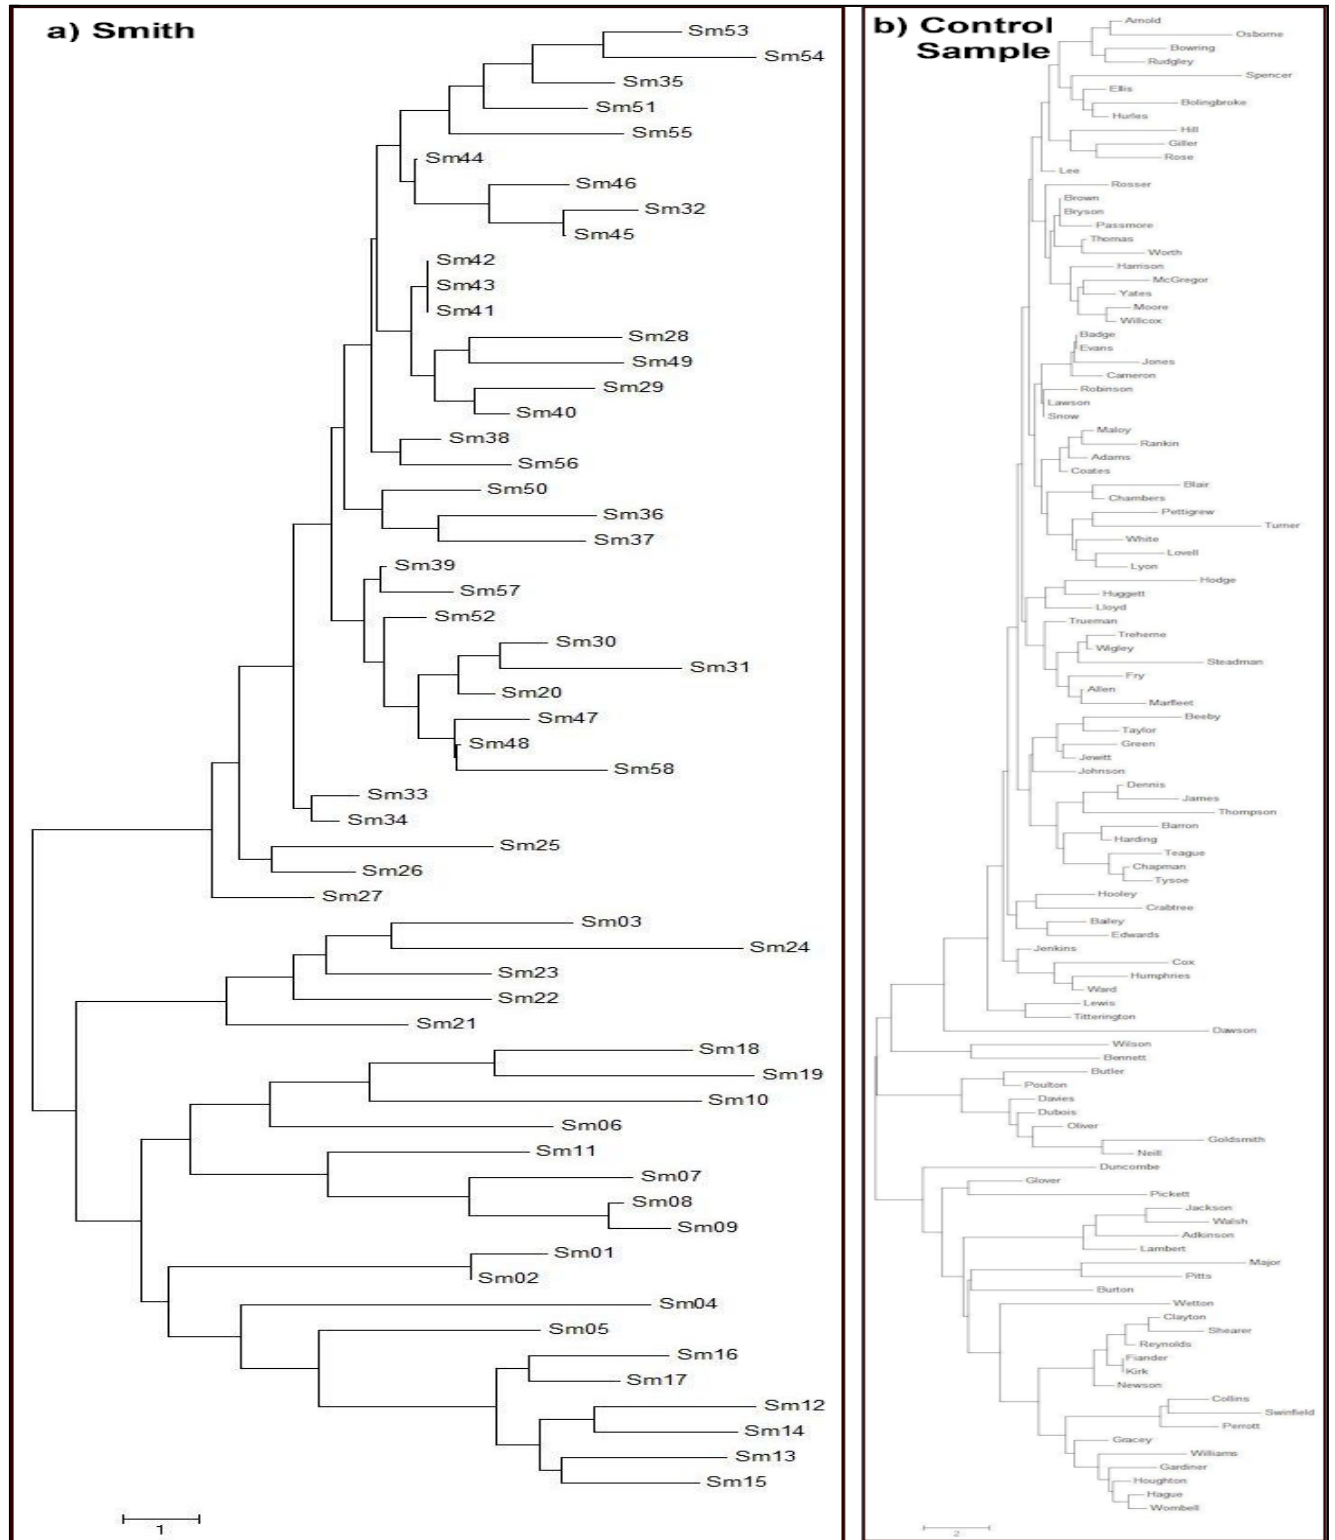 a) Smith
Sm53
Sm54
Sm35
Sm51
Sm55
Sm44
Sm46
Sm32
Sm45
Sm42
Sm43
Sm41
Sm28
Sm49
Sm29
Sm40
Sm38
Sm56
Sm50
Sm36
Sm37
Sm39
Sm57
Sm52
Sm30
Sm31
Sm20
Sm47
Sm48
Sm58
Sm33
Sm34
Sm25
Sm26
Sm27
Sm03
Sm24
Sm23
Sm22
Sm21
Sm18
Sm19
Sm10
Sm06
Sm11
Sm07
Sm08
Sm09
Sm01
Sm02
Sm04
Sm05
Sm16
Sm17
Sm12
Sm14
Sm13
Sm15
1
b) Control
Sample
Arnold
Osborne
Bowring
Rudgley
Spencer
Ellis
Bolingbroke
Hurles
Hill
Giller
Rose
Lee
Rosser
Brown
Bryson
Passmore
Thomas
Worth
Harrison
McGregor
Yates
Moore
Willcox
Badge
Evans
Jones
Cameron
Robinson
Lawson
Snow
Maloy
Rankin
Adams
Coates
Blair
Chambers
Pettigrew
Turner
White
Lovell
Lyon
Hodge
Huggett
Lloyd
Trueman
Treherne
Wigley
Steadman
Fry
Allen
Marfleet
Beeby
Taylor
Green
Jewitt
Johnson
Dennis
James
Thompson
Barron
Harding
Teague
Chapman
Tysoe
Hooley
Crabtree
Bailey
Edwards
Jenkins
Cox
Humphries
Ward
Lewis
Titterington
Dawson
Wilson
Bennett
Butler
Poulton
Davies
Dubois
Oliver
Goldsmith
Neill
Duncombe
Glover
Pickett
Jackson
Walsh
Adkinson
Lambert
Major
Pitts
Burton
Wetton
Clayton
Shearer
Reynolds
Fiander
Kirk
Newson
Collins
Swinfield
Perrott
Gracey
Williams
Gardiner
Houghton
Hague
Wombell
2